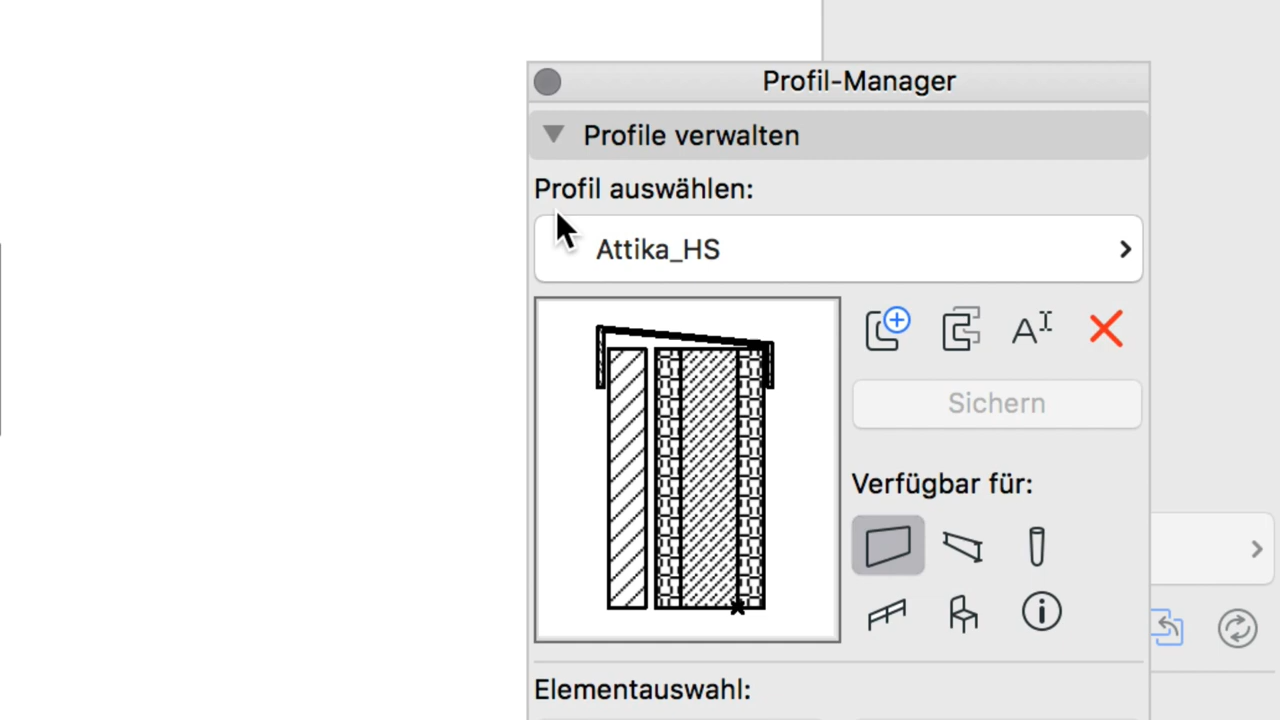 Profil-Manager
Profile verwalten
Profil auswählen:
Attika_HS
Sichern
Verfügbar für:
Elementauswahl: